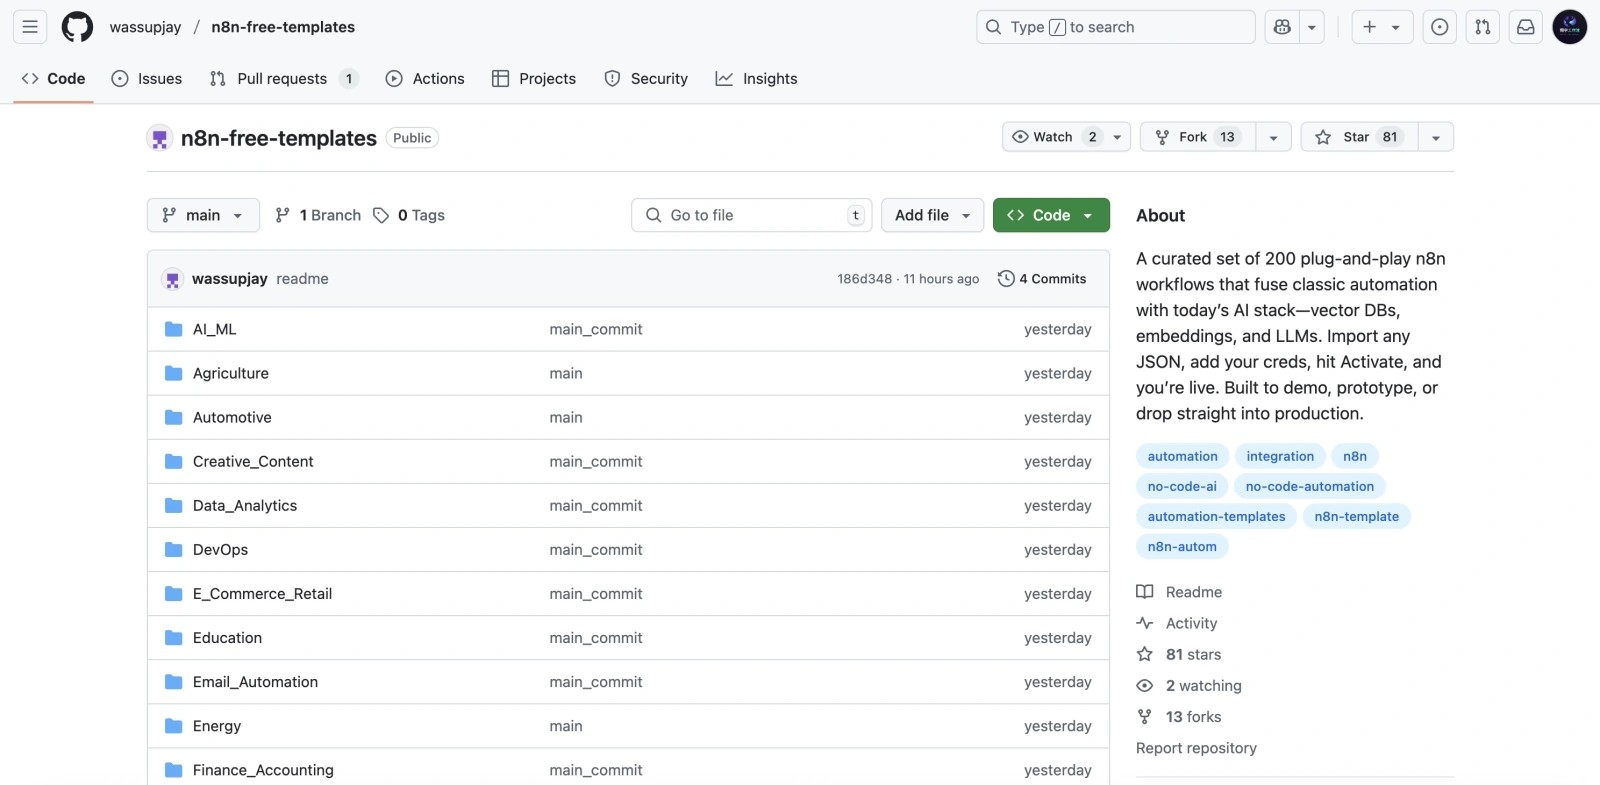 wassupjay / n8n-free-templates
Type / to search
Code
Issues
Pull requests 1
Actions
Projects
Security
Insights
n8n-free-templates Public
Watch 2
Fork 13
Star 81
main
1 Branch
0 Tags
Go to file t
Add file
Code
wassupjay readme
186d348 · 11 hours ago
4 Commits
AI_ML main_commit yesterday
Agriculture main yesterday
Automotive main yesterday
Creative_Content main_commit yesterday
Data_Analytics main_commit yesterday
DevOps main_commit yesterday
E_Commerce_Retail main_commit yesterday
Education main_commit yesterday
Email_Automation main_commit yesterday
Energy main yesterday
Finance_Accounting main_commit yesterday
About
A curated set of 200 plug-and-play n8n
workflows that fuse classic automation
with today’s AI stack—vector DBs,
embeddings, and LLMs. Import any
JSON, add your creds, hit Activate, and
you’re live. Built to demo, prototype, or
drop straight into production.
automation integration n8n
no-code-ai no-code-automation
automation-templates n8n-template
n8n-autom
Readme
Activity
81 stars
2 watching
13 forks
Report repository